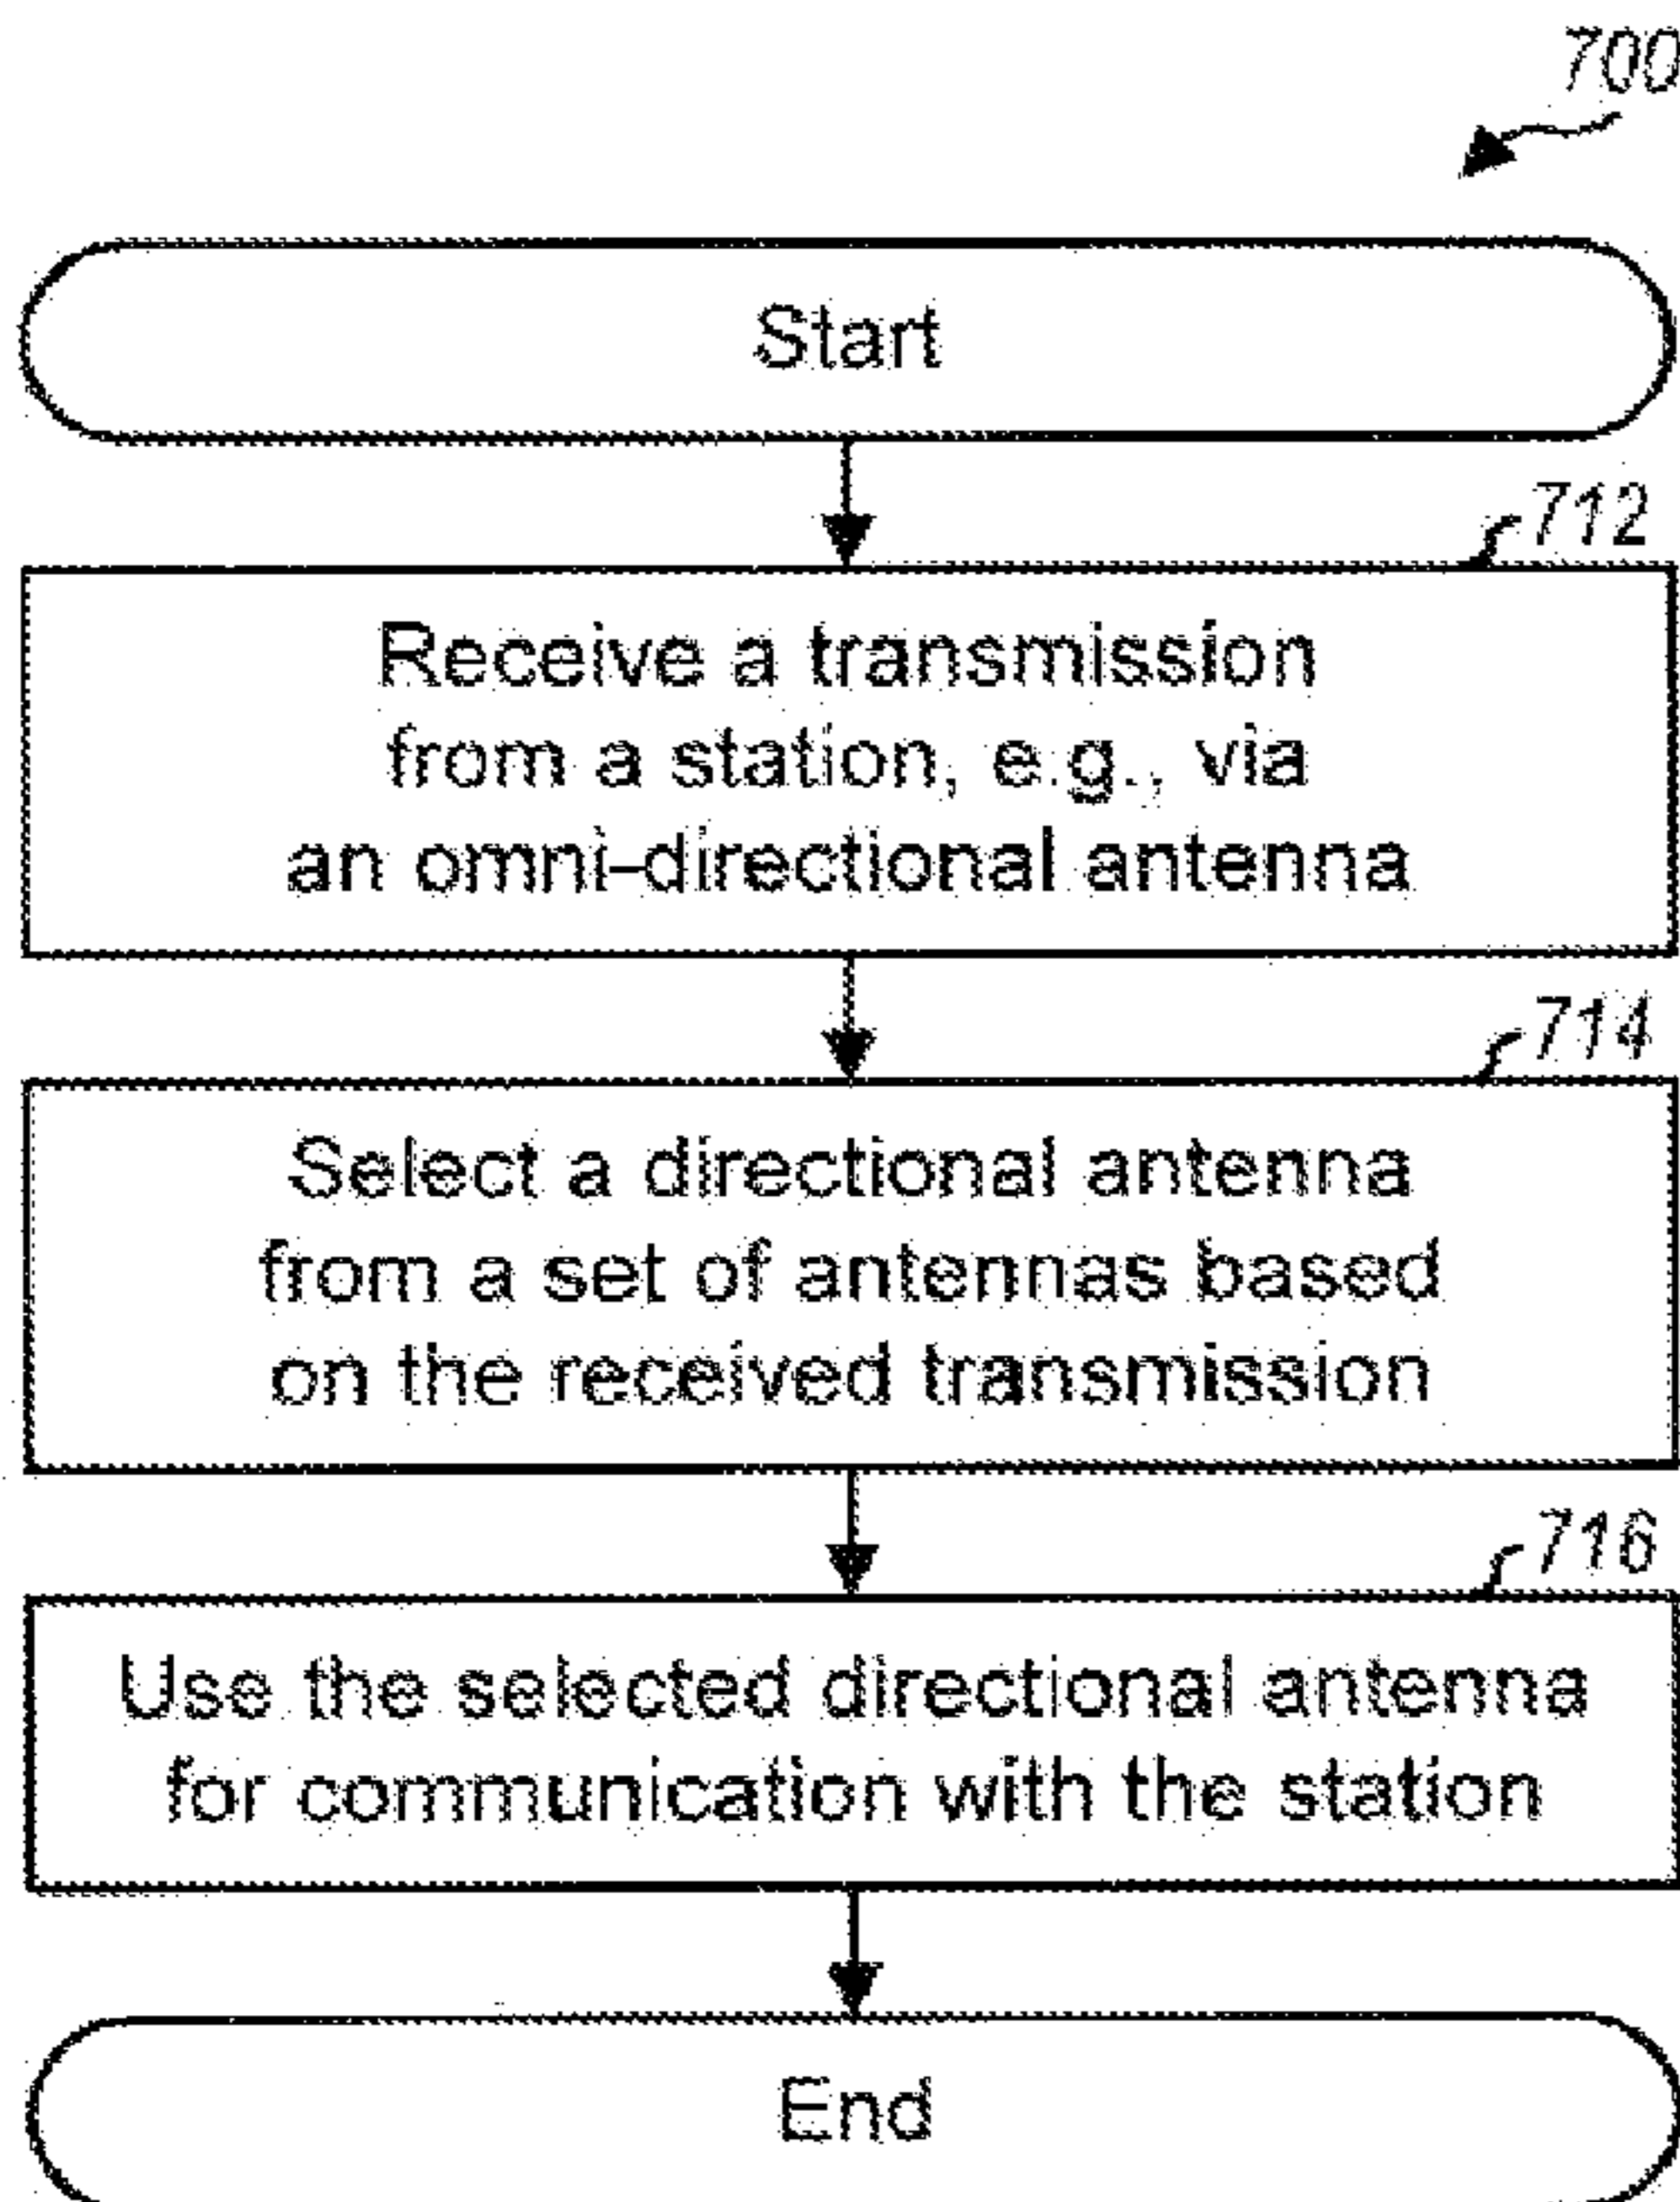 700
Start
712
Receive a transmission
from a station, e.g., via
an omni-directional antenna
714
Select a directional antenna
from a set of antennas based
on the received transmission
716
Use the selected directional antenna
for communication with the station
End